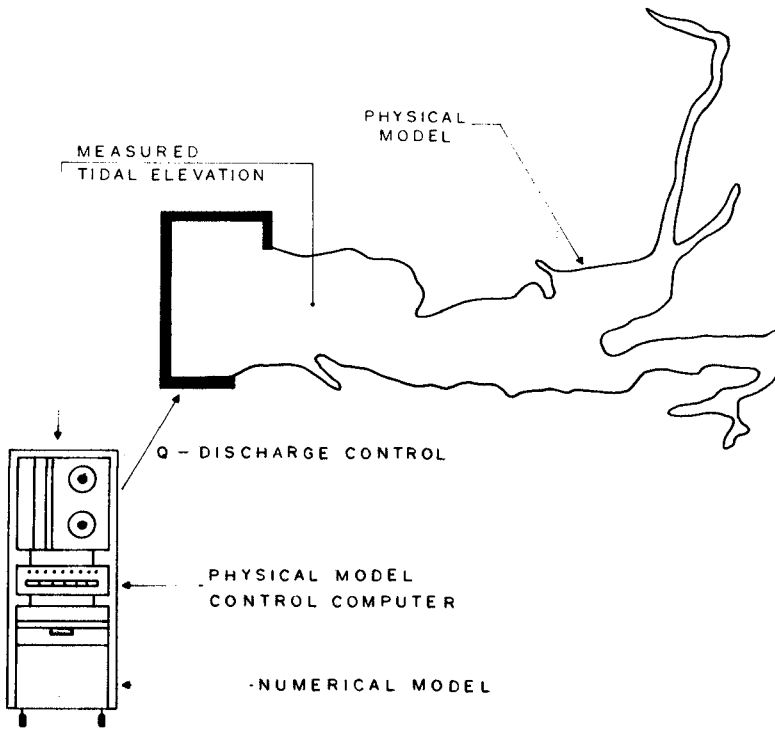 PHYSICAL
MODEL
MEASURED
TIDAL ELEVATION
Q - DISCHARGE CONTROL
PHYSICAL MODEL
CONTROL COMPUTER
NUMERICAL MODEL